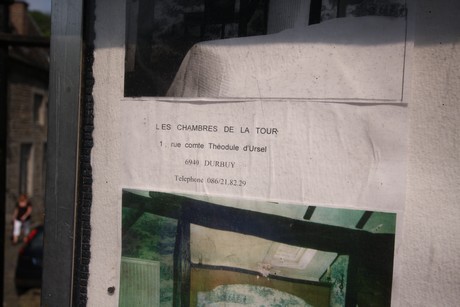 LES CHAMBRES DE LA TOUR
1, rue comte Théodule d'Ursel
6940 DURBUY
Telephone 086/21.82.29